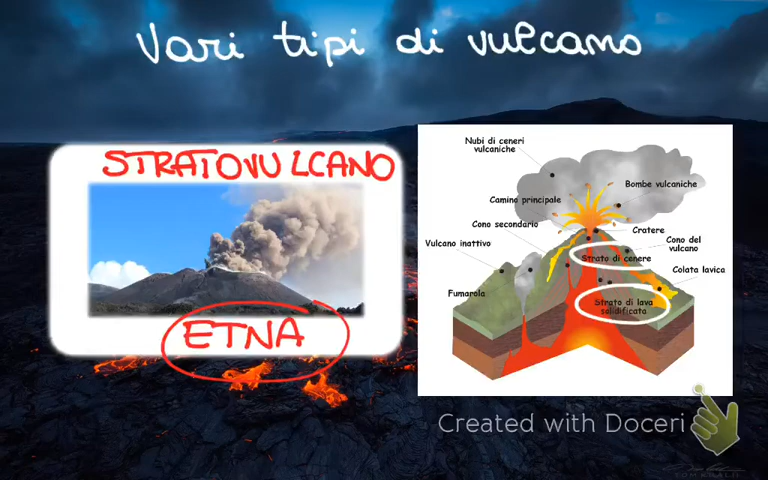 Vari tipi di vulcano
STRATOVULCANO
ETNA
Nubi di ceneri
vulcaniche
Bombe vulcaniche
Camino principale
Cono secondario
Cratere
Vulcano inattivo
Cono del
vulcano
Strato di cenere
Colata lavica
Fumarola
Strato di lava
solidificata
Created with Doceri